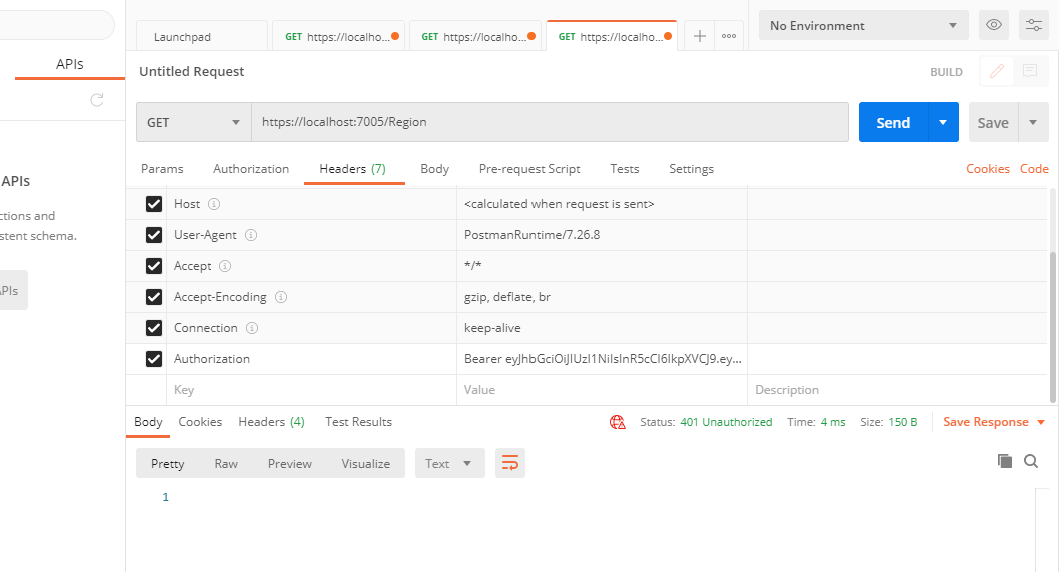 Launchpad
GET https://localho...
GET https://localho...
GET https://localho...
No Environment
APIs
Untitled Request
BUILD
GET
https://localhost:7005/Region
Send
Save
Params
Authorization
Headers (7)
Body
Pre-request Script
Tests
Settings
Cookies
Code
APIs
ctions and
stent schema.
APIs
Host
<calculated when request is sent>
User-Agent
PostmanRuntime/7.26.8
Accept
*/*
Accept-Encoding
gzip, deflate, br
Connection
keep-alive
Authorization
Bearer eyJhbGciOiJIUzI1NiIsInR5cCI6IkpXVCJ9.ey...
Key
Value
Description
Body
Cookies
Headers (4)
Test Results
Status: 401 Unauthorized
Time: 4 ms
Size: 150 B
Save Response
Pretty
Raw
Preview
Visualize
Text
1